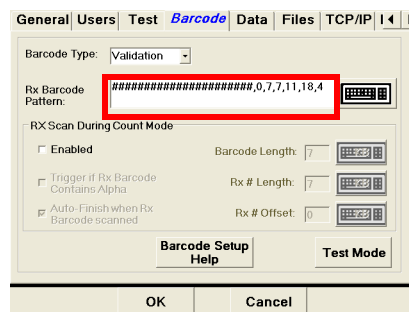 General Users Test Barcode Data Files TCP/IP
Barcode Type: Validation
Rx Barcode Pattern: ######################,0,7,7,11,18,4
RX Scan During Count Mode
Enabled
Barcode Length: 7
Trigger if Rx Barcode
Contains Alpha
Rx # Length: 7
Auto-Finish when Rx
Barcode scanned
Rx # Offset: 0
Barcode Setup
Help
Test Mode
OK Cancel